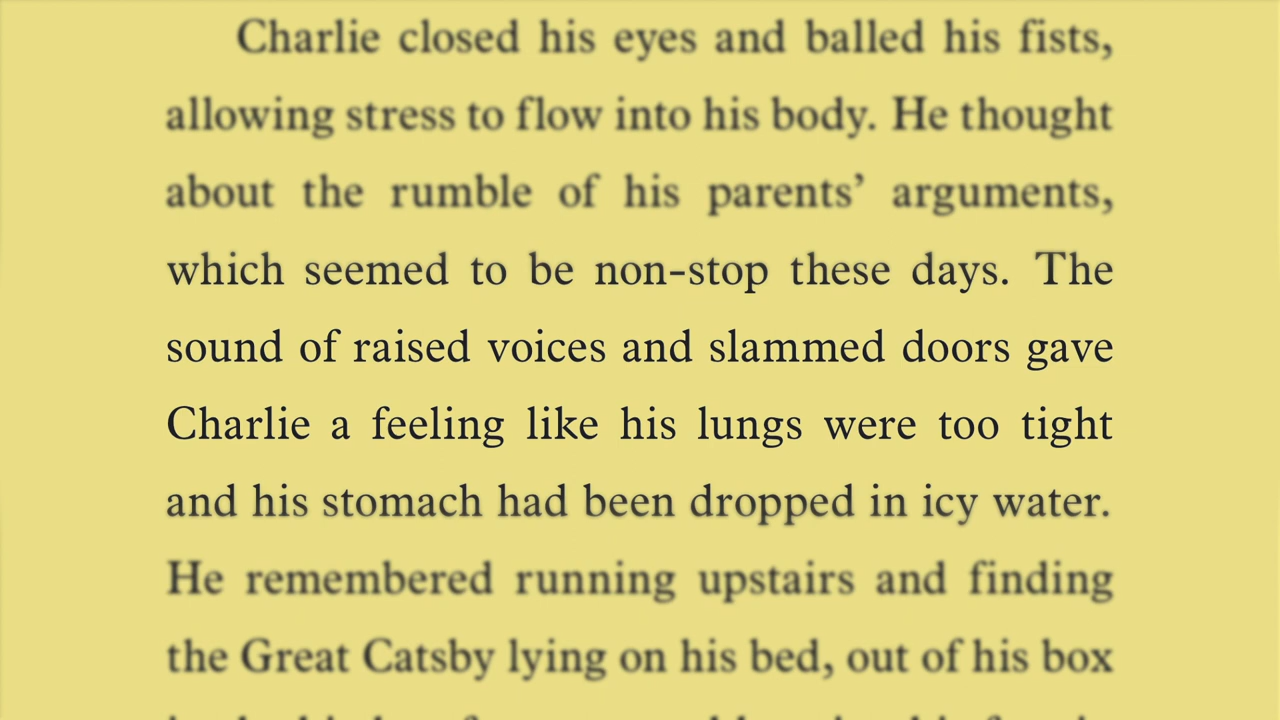 Charlie closed his eyes and balled his fists,
allowing stress to flow into his body. He thought
about the rumble of his parents’ arguments,
which seemed to be non-stop these days. The
sound of raised voices and slammed doors gave
Charlie a feeling like his lungs were too tight
and his stomach had been dropped in icy water.
He remembered running upstairs and finding
the Great Catsby lying on his bed, out of his box